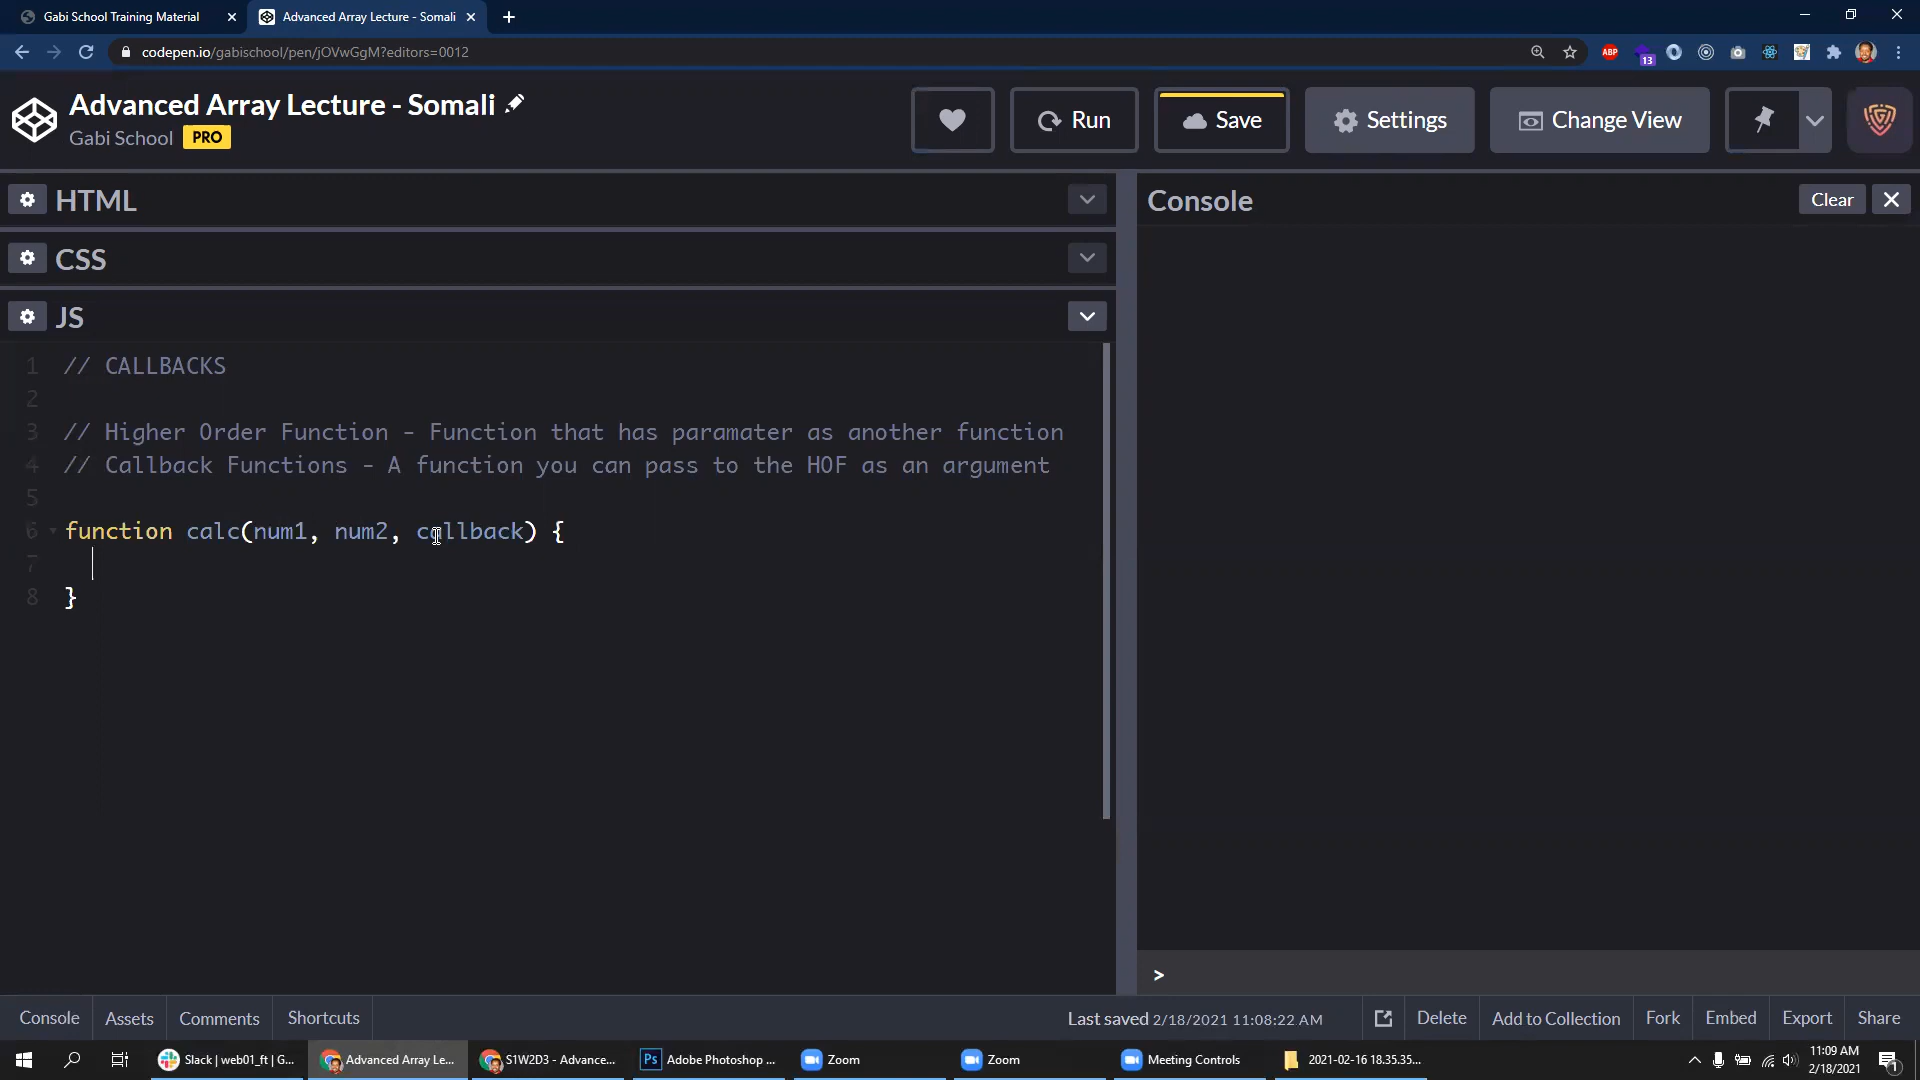 Gabi School Training Material
Advanced Array Lecture - Somali
codepen.io/gabischool/pen/jOVwGgM?editors=0012
ABP
13
Advanced Array Lecture - Somali
Gabi School PRO
Run
Save
Settings
Change View
HTML
CSS
JS
Console
Clear
1 // CALLBACKS
2
3 // Higher Order Function - Function that has paramater as another function
4 // Callback Functions - A function you can pass to the HOF as an argument
5
6 function calc(num1, num2, callback) {
7
8 }
>
Console
Assets
Comments
Shortcuts
Last saved 2/18/2021 11:08:22 AM
Delete
Add to Collection
Fork
Embed
Export
Share
Slack | web01_ft | G...
Advanced Array Le...
S1W2D3 - Advance...
Ps
Adobe Photoshop ...
Zoom
Zoom
Meeting Controls
2021-02-16 18.35.35...
11:09 AM
2/18/2021
1